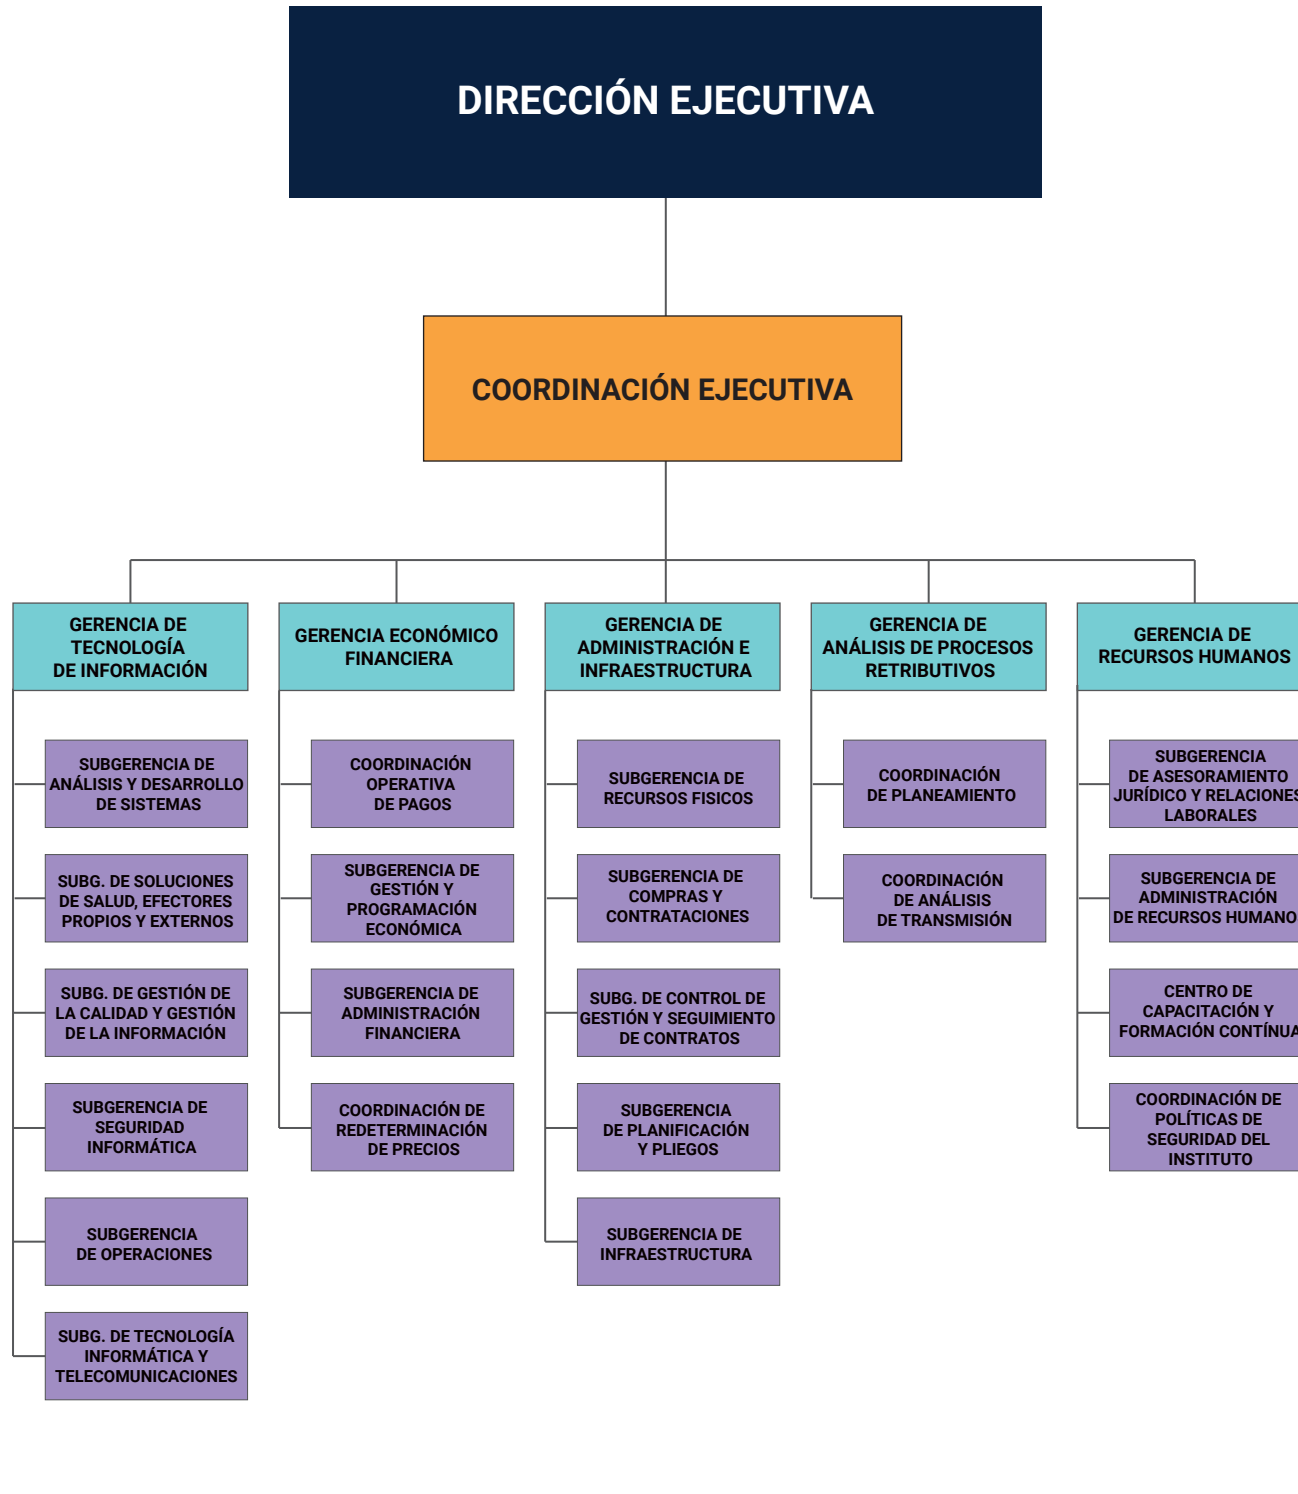 DIRECCIÓN EJECUTIVA
COORDINACIÓN EJECUTIVA
GERENCIA DE
TECNOLOGÍA
DE INFORMACIÓN
SUBGERENCIA DE
ANÁLISIS Y DESARROLLO
DE SISTEMAS
SUBG. DE SOLUCIONES
DE SALUD, EFECTORES
PROPIOS Y EXTERNOS
SUBG. DE GESTIÓN DE
LA CALIDAD Y GESTIÓN
DE LA INFORMACIÓN
SUBGERENCIA DE
SEGURIDAD
INFORMÁTICA
SUBGERENCIA
DE OPERACIONES
SUBG. DE TECNOLOGÍA
INFORMÁTICA Y
TELECOMUNICACIONES
GERENCIA ECONÓMICO
FINANCIERA
COORDINACIÓN
OPERATIVA
DE PAGOS
SUBGERENCIA DE
GESTIÓN Y
PROGRAMACIÓN
ECONÓMICA
SUBGERENCIA DE
ADMINISTRACIÓN
FINANCIERA
COORDINACIÓN DE
REDETERMINACIÓN
DE PRECIOS
GERENCIA DE
ADMINISTRACIÓN E
INFRAESTRUCTURA
SUBGERENCIA DE
RECURSOS FISICOS
SUBGERENCIA DE
COMPRAS Y
CONTRATACIONES
SUBG. DE CONTROL DE
GESTIÓN Y SEGUIMIENTO
DE CONTRATOS
SUBGERENCIA
DE PLANIFICACIÓN
Y PLIEGOS
SUBGERENCIA DE
INFRAESTRUCTURA
GERENCIA DE
ANÁLISIS DE PROCESOS
RETRIBUTIVOS
COORDINACIÓN
DE PLANEAMIENTO
COORDINACIÓN
DE ANÁLISIS
DE TRANSMISIÓN
GERENCIA DE
RECURSOS HUMANOS
SUBGERENCIA
DE ASESORAMIENTO
JURÍDICO Y RELACIONES
LABORALES
SUBGERENCIA DE
ADMINISTRACIÓN
DE RECURSOS HUMANO
CENTRO DE
CAPACITACIÓN Y
FORMACIÓN CONTÍNUA
COORDINACIÓN DE
POLÍTICAS DE
SEGURIDAD DEL
INSTITUTO